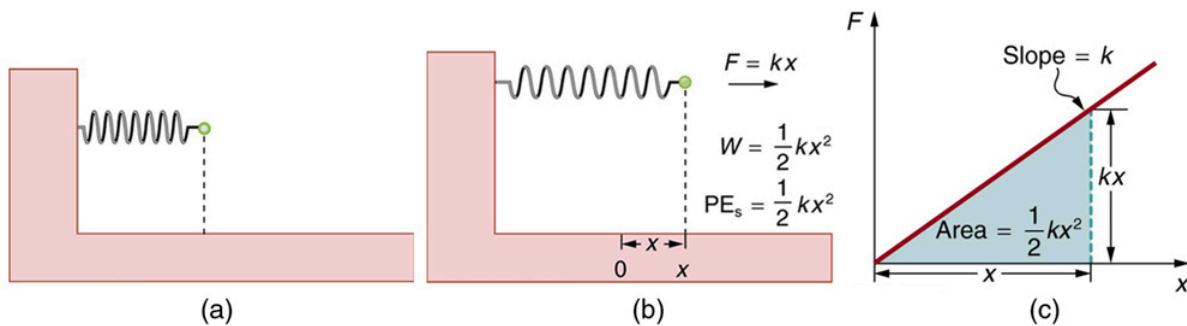 F = kx
W = 1/2 kx²
PEₛ = 1/2 kx²
x
0 x
F
Slope = k
kx
Area = 1/2 kx²
x
x
(a) (b) (c)